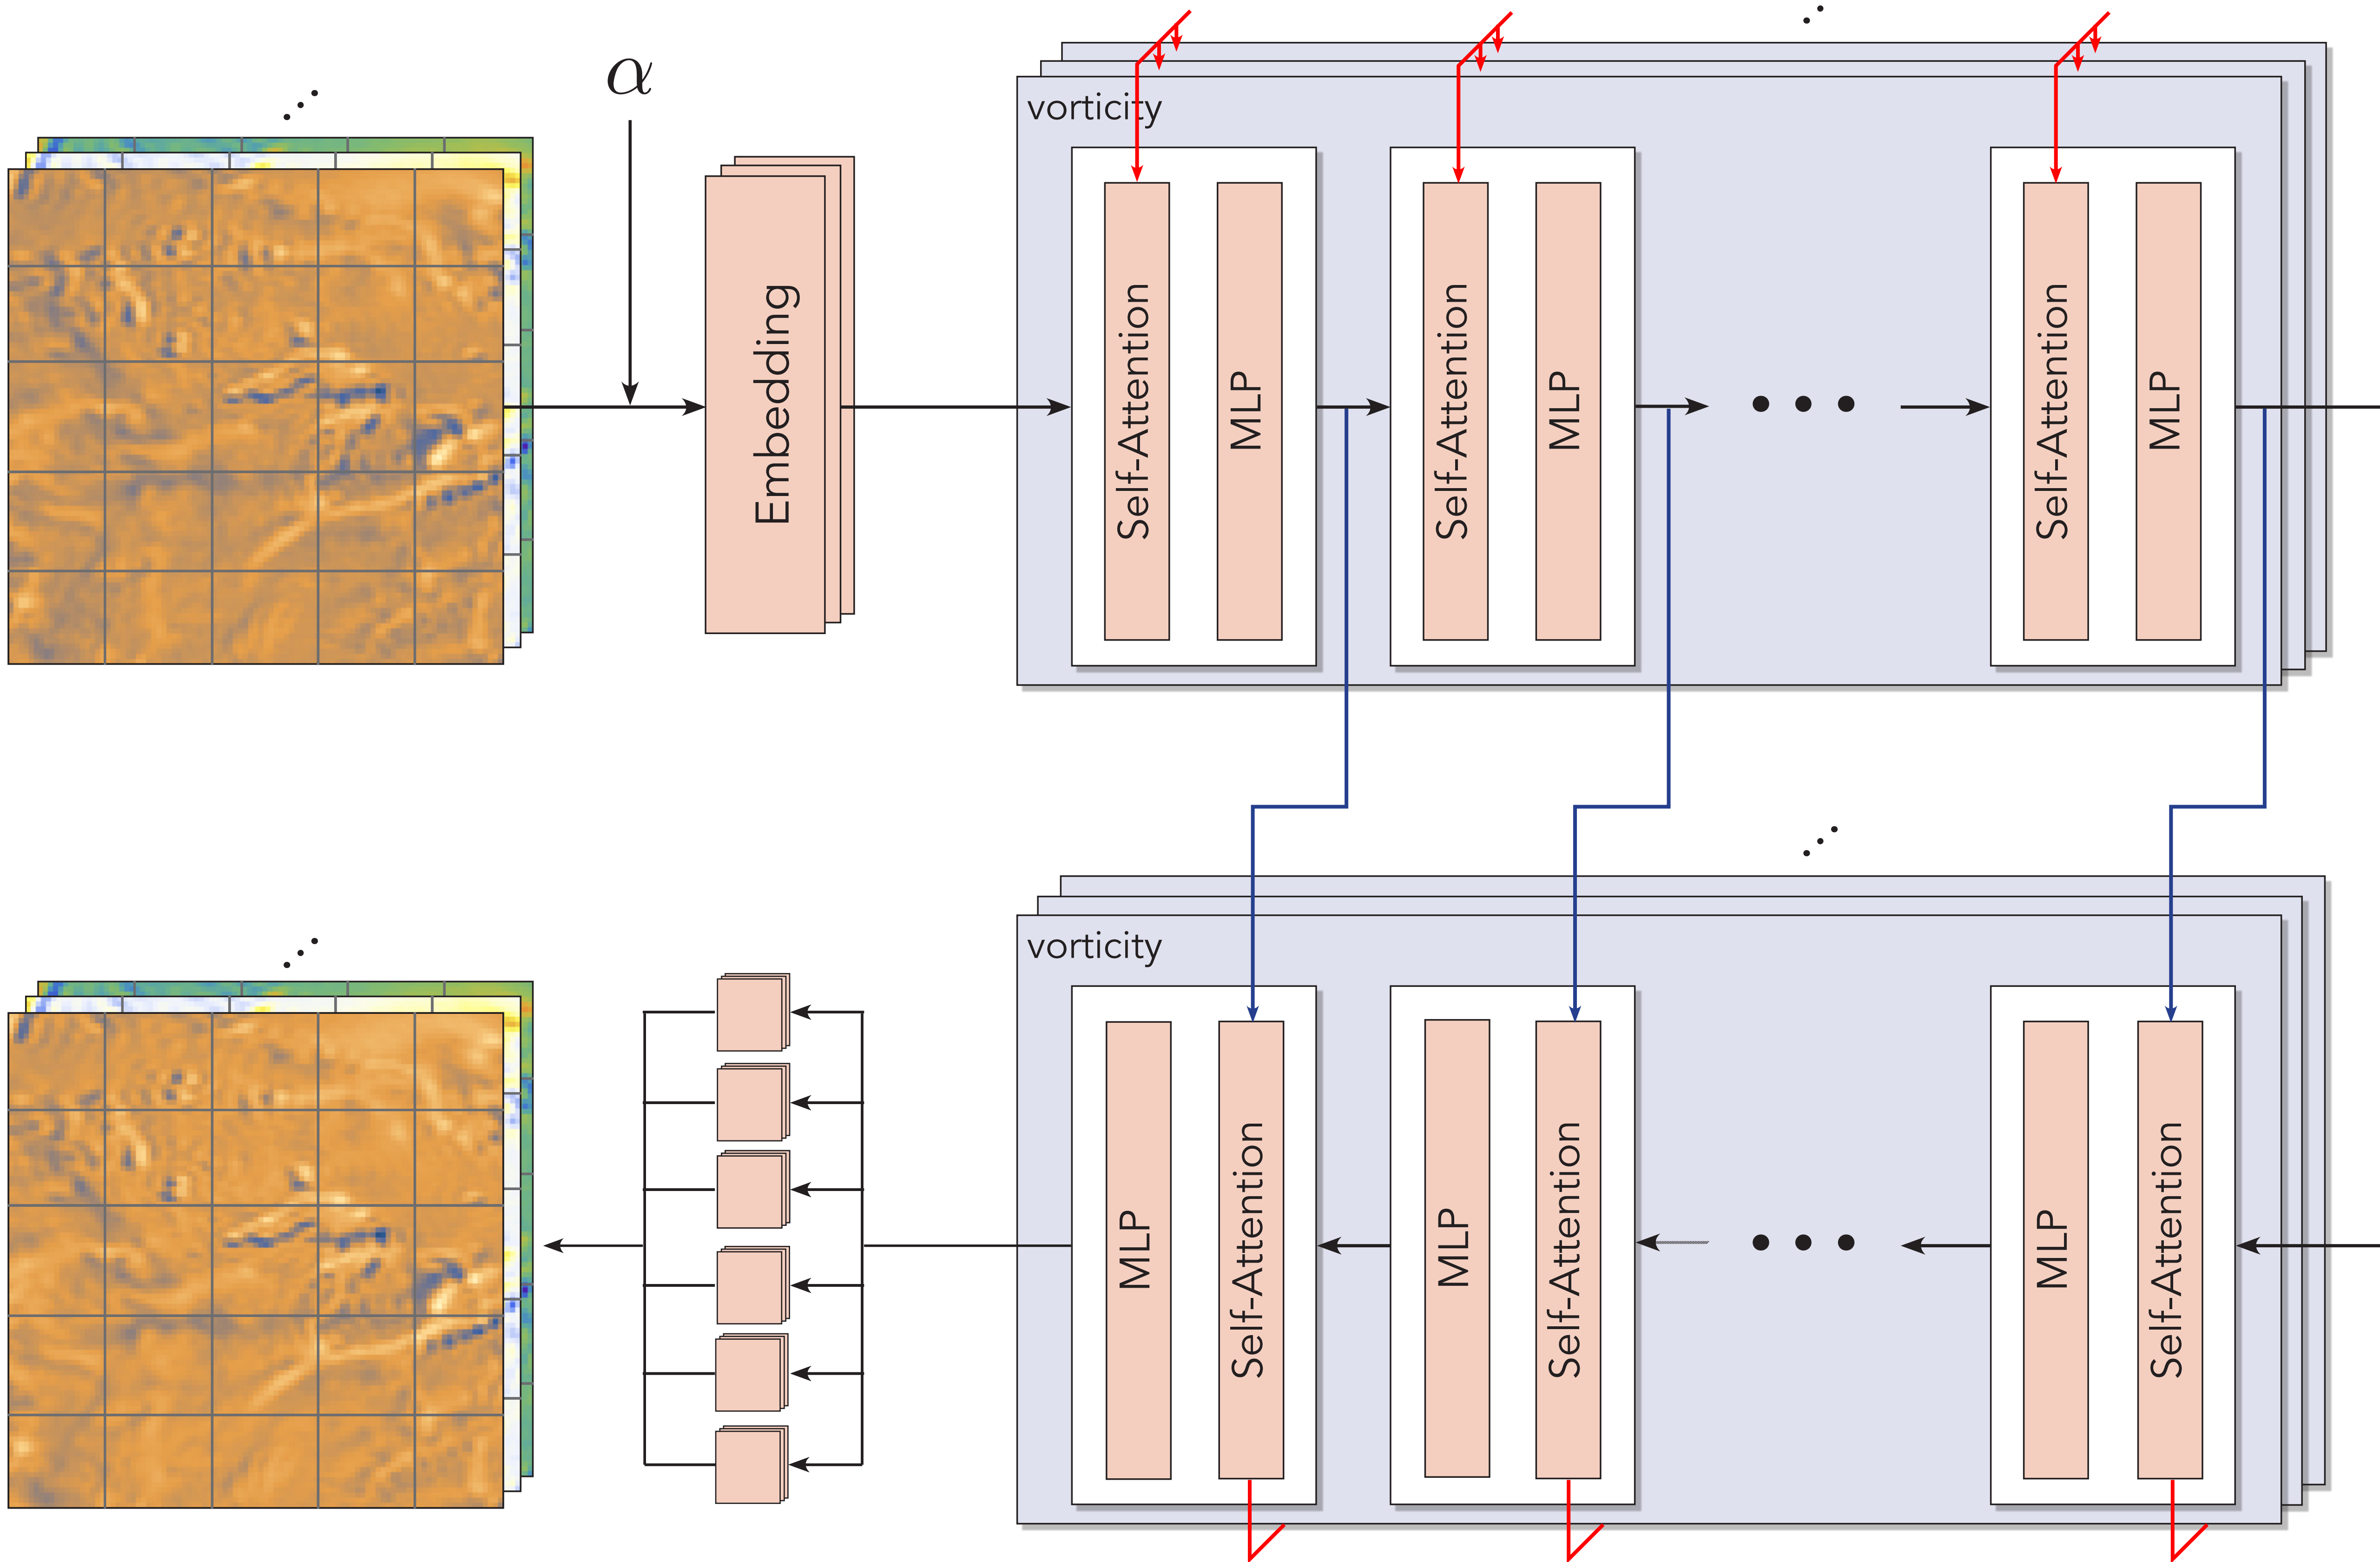 α
vorticity
Embedding
Self-Attention
MLP
Self-Attention
MLP
Self-Attention
MLP
vorticity
MLP
Self-Attention
MLP
Self-Attention
MLP
Self-Attention